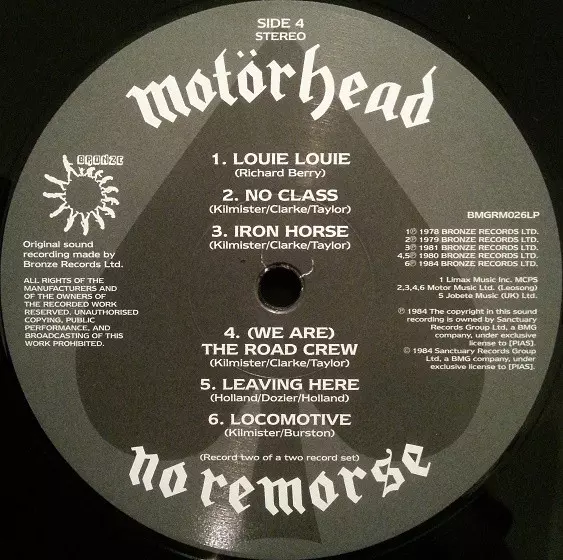 SIDE 4
STEREO
motörhead
1. LOUIE LOUIE
(Richard Berry)
2. NO CLASS
(Kilmister/Clarke/Taylor)
3. IRON HORSE
(Kilmister/Clarke/Taylor)
BRONZE
Original sound
recording made by
Bronze Records Ltd.
ALL RIGHTS OF THE
MANUFACTURERS AND
OF THE OWNERS OF
THE RECORDED WORK
RESERVED. UNAUTHORISED
COPYING, PUBLIC
PERFORMANCE, AND
BROADCASTING OF THIS
WORK PROHIBITED.
BMGRM026LP
1℗ 1978 BRONZE RECORDS LTD.
2℗ 1979 BRONZE RECORDS LTD.
3℗ 1981 BRONZE RECORDS LTD.
4,5℗ 1980 BRONZE RECORDS LTD.
6℗ 1984 BRONZE RECORDS LTD.
1 Limax Music Inc. MCPS
2,3,4,6 Motor Music Ltd. (Leosong)
5 Jobete Music (UK) Ltd.
℗ 1984 The copyright in this sound
recording is owned by Sanctuary
Records Group Ltd, a BMG
company, under exclusive
license to [PIAS].
© 1984 Sanctuary Records Group
Ltd, a BMG company, under
exclusive license to [PIAS].
4. (WE ARE)
THE ROAD CREW
(Kilmister/Clarke/Taylor)
5. LEAVING HERE
(Holland/Dozier/Holland)
6. LOCOMOTIVE
(Kilmister/Burston)
(Record two of a two record set)
no remorse